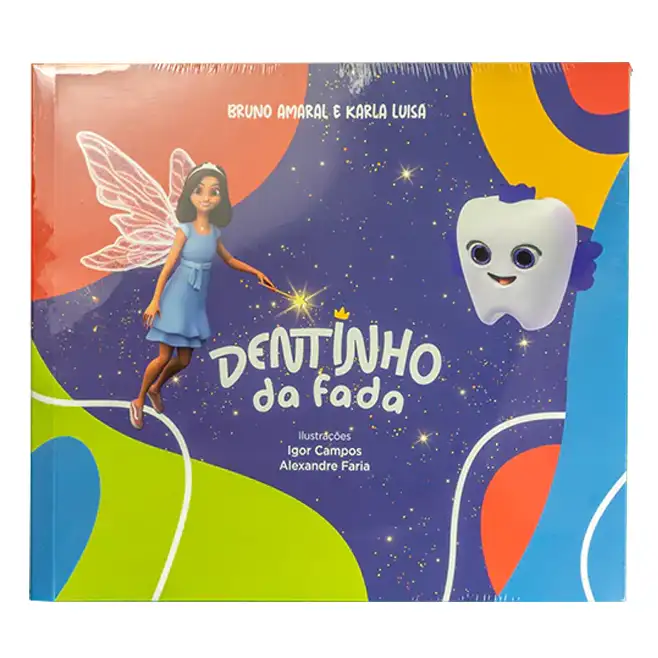 BRUNO AMARAL E KARLA LUISA
DENTINHO
da fada
Ilustrações
Igor Campos
Alexandre Faria